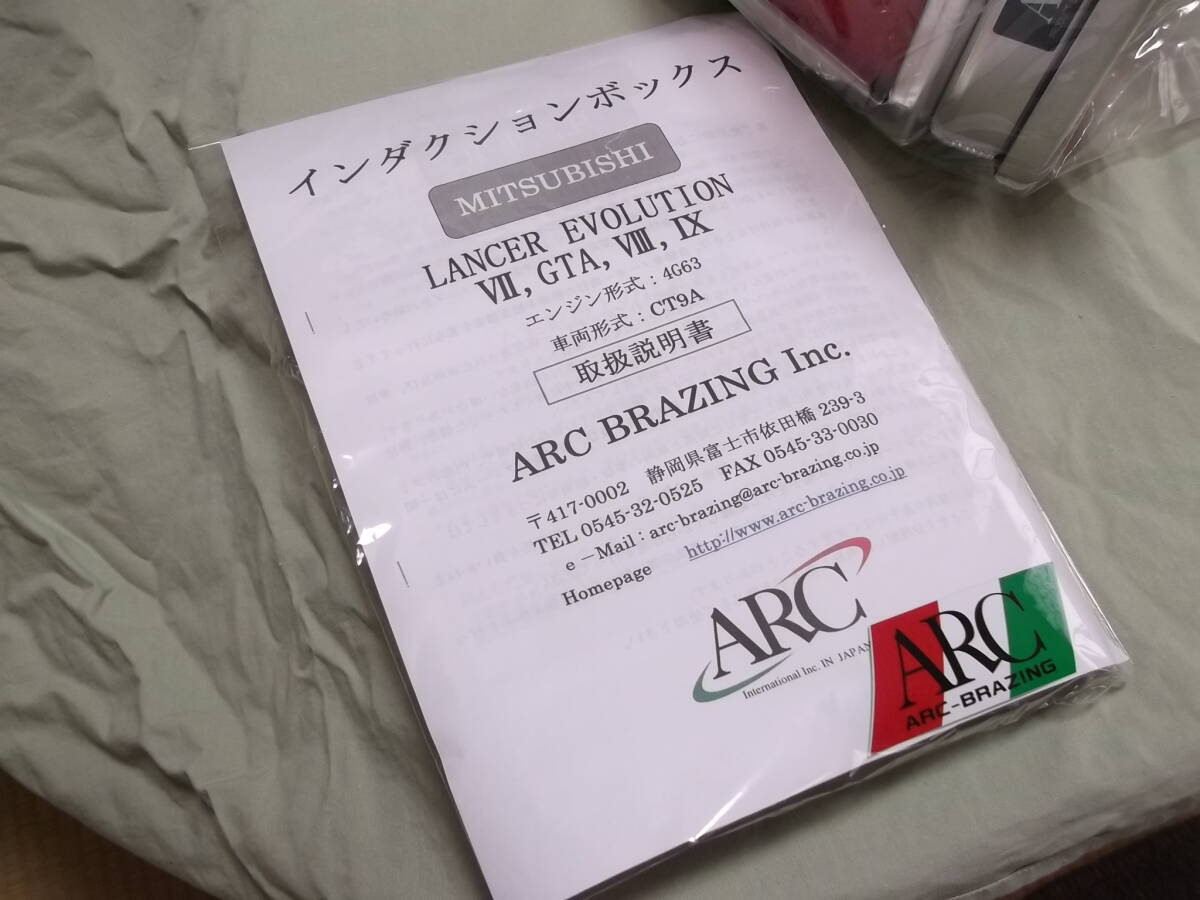 インダクションボックス
MITSUBISHI
LANCER EVOLUTION
Ⅶ, GTA, Ⅷ, Ⅸ
エンジン形式：4G63
車両形式：CT9A
取扱説明書
ARC BRAZING Inc.
〒417-0002 静岡県富士市依田橋 239-3
TEL 0545-32-0525 FAX 0545-33-0030
e－Mail：arc-brazing@arc-brazing.co.jp
Homepage http://www.arc-brazing.co.jp
ARC
International Inc. IN JAPAN
ARC
ARC-BRAZING
A